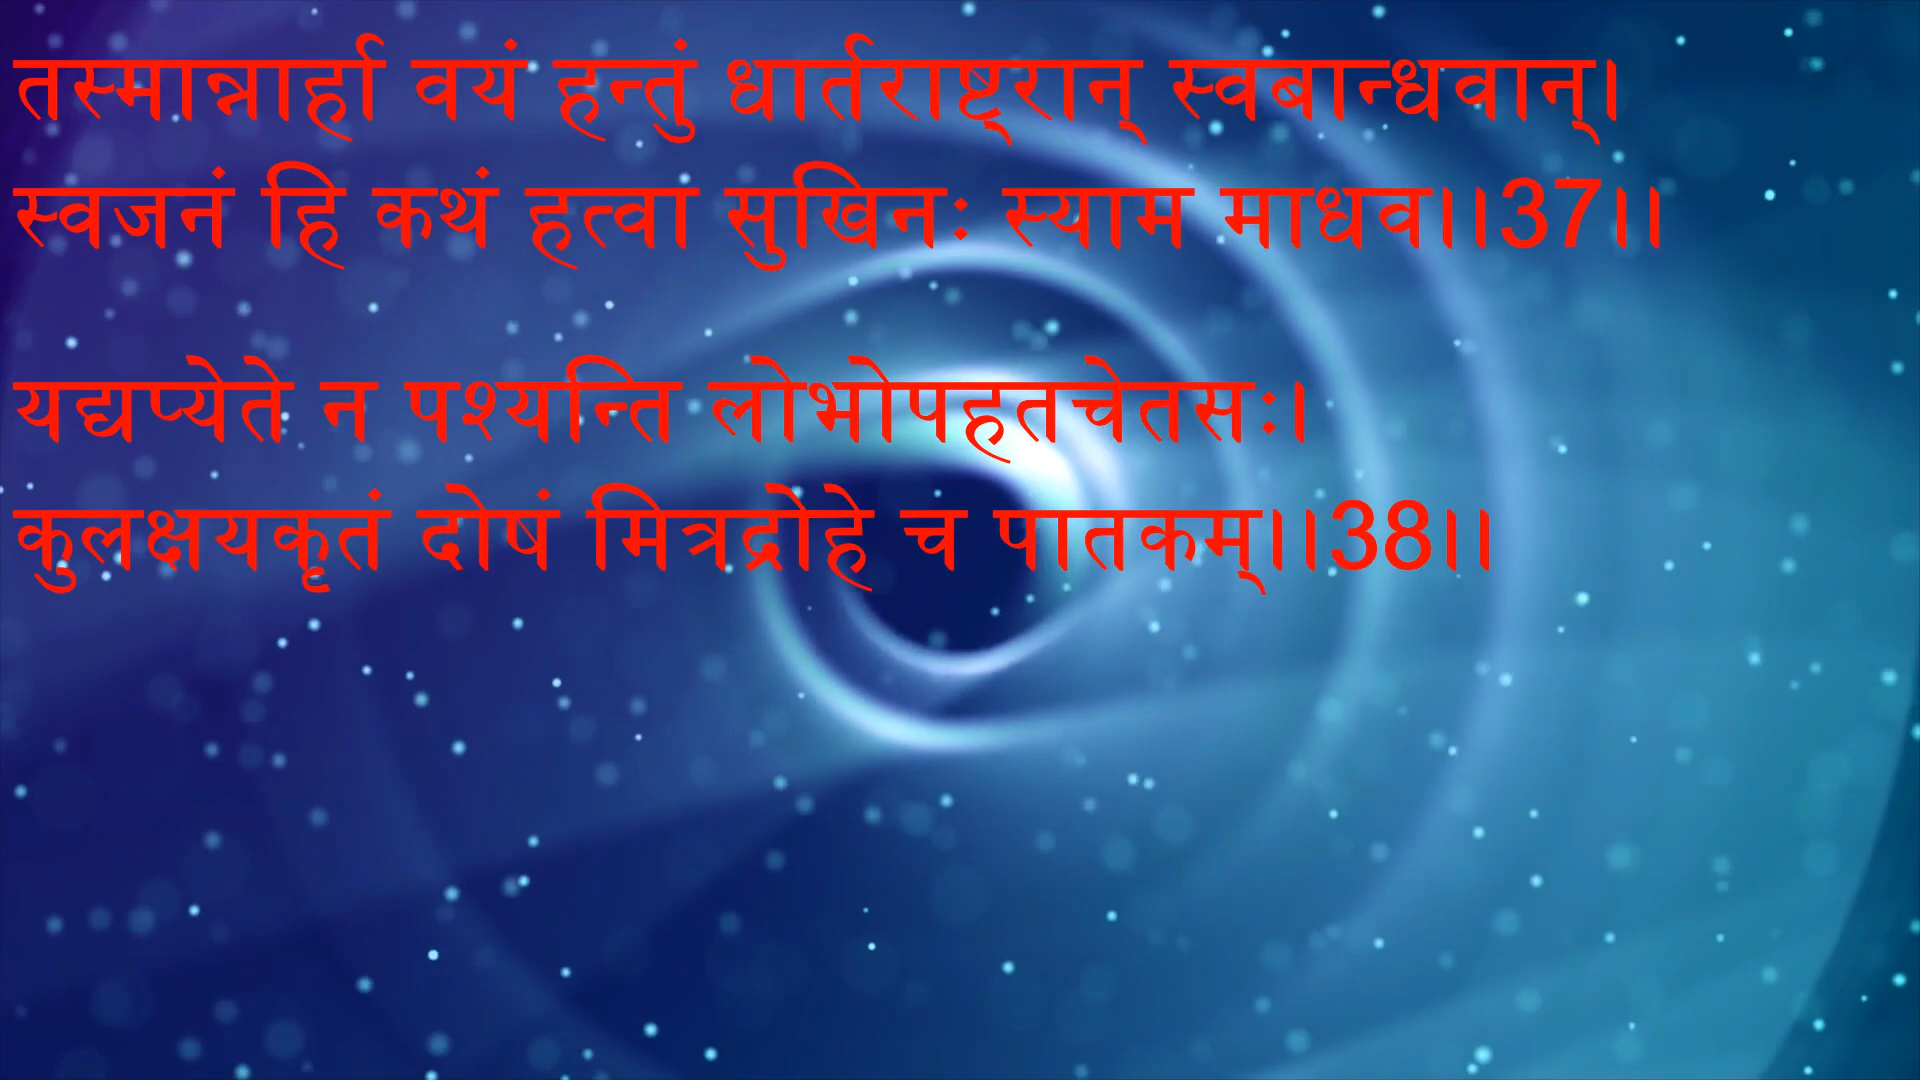 तस्मान्नार्हा वयं हन्तुं धार्तराष्ट्रान् स्वबान्धवान्।
स्वजनं हि कथं हत्वा सुखिनः स्याम माधव।।37।।
यद्यप्येते न पश्यन्ति लोभोपहतचेतसः।
कुलक्षयकृतं दोषं मित्रद्रोहे च पातकम्।।38।।